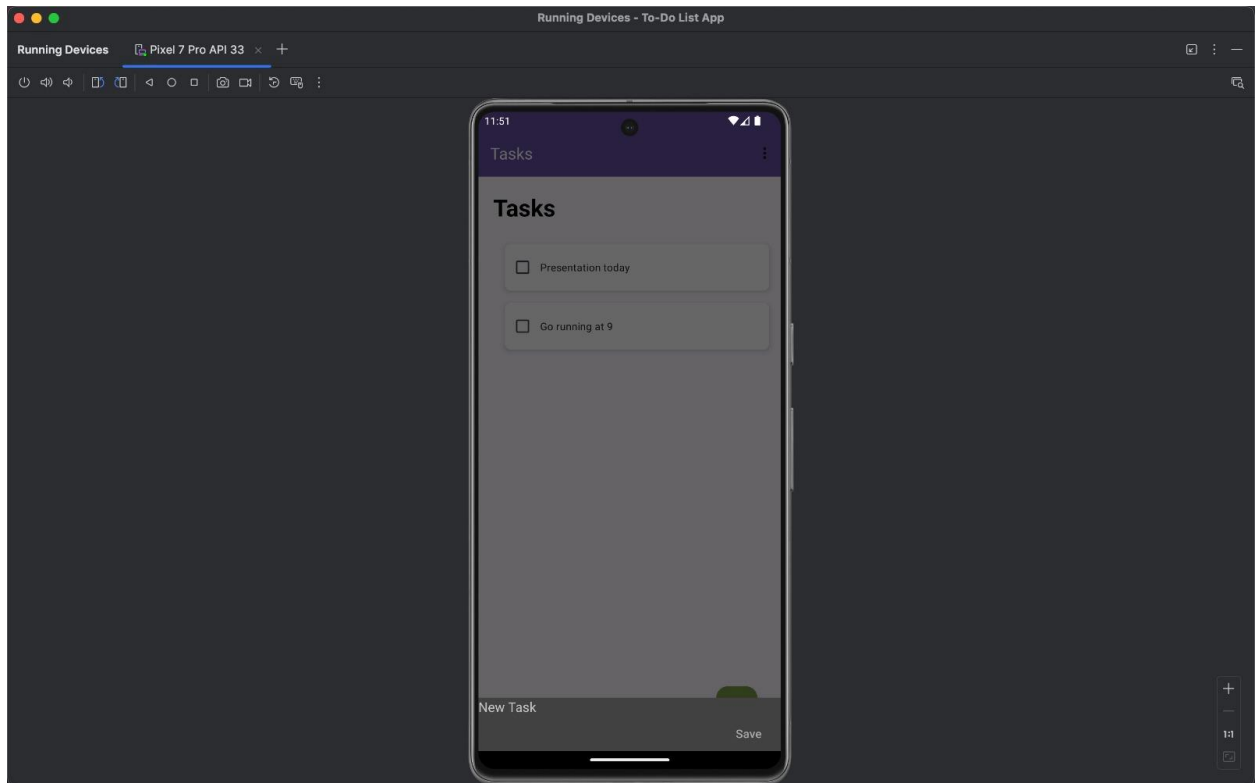 Running Devices - To-Do List App
Running Devices Pixel 7 Pro API 33
11:51
Tasks
Tasks
Presentation today
Go running at 9
New Task
Save
1:1